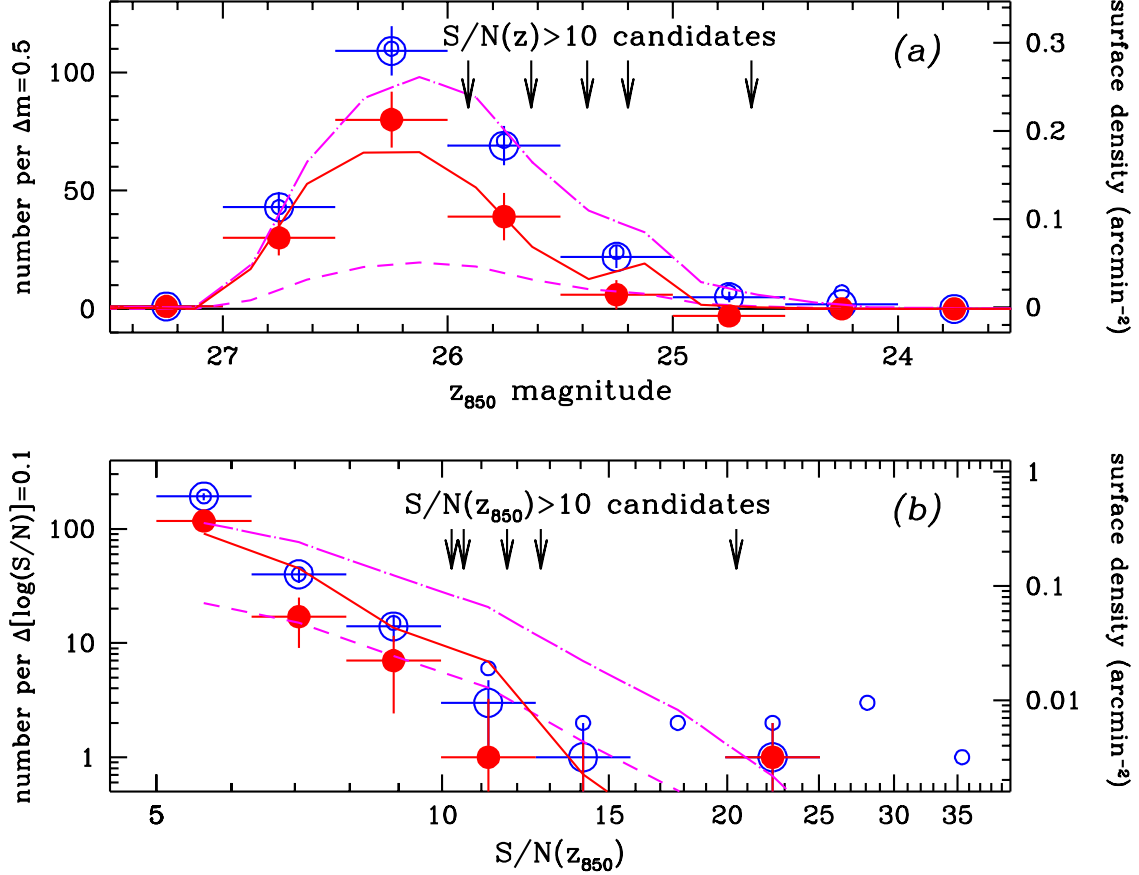 S/N(z)>10 candidates
(a)
number per Δm=0.5
100
50
0
0.3
0.2
0.1
0
surface density (arcmin⁻²)
27
26
25
24
z₈₅₀ magnitude
S/N(z₈₅₀)>10 candidates
(b)
number per Δ[log(S/N)]=0.1
100
10
1
1
0.1
0.01
surface density (arcmin⁻²)
5
10
15
20
25
30
35
S/N(z₈₅₀)